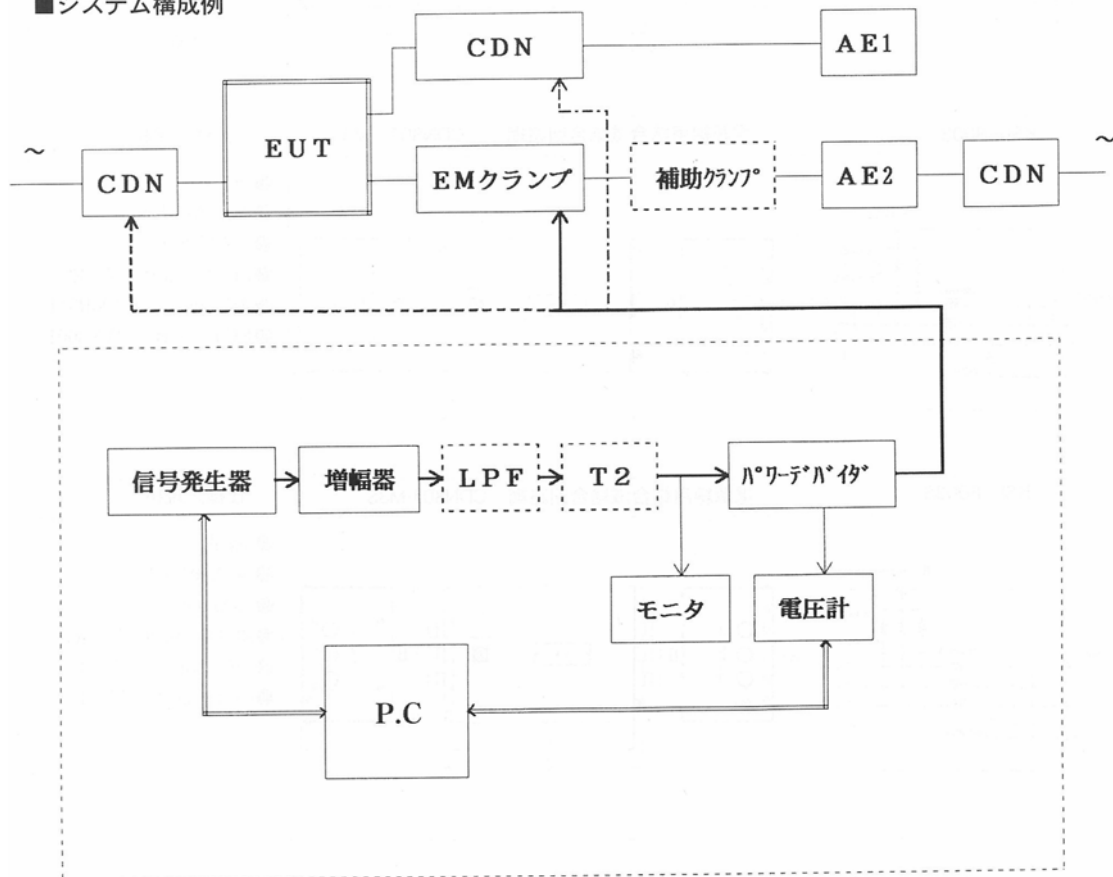 ■システム構成例
CDN
AE1
EUT
~
~
CDN
EMクランプ
補助クランプ
AE2
CDN
信号発生器
増幅器
LPF
T2
パワーデバイダ
モニタ
電圧計
P.C